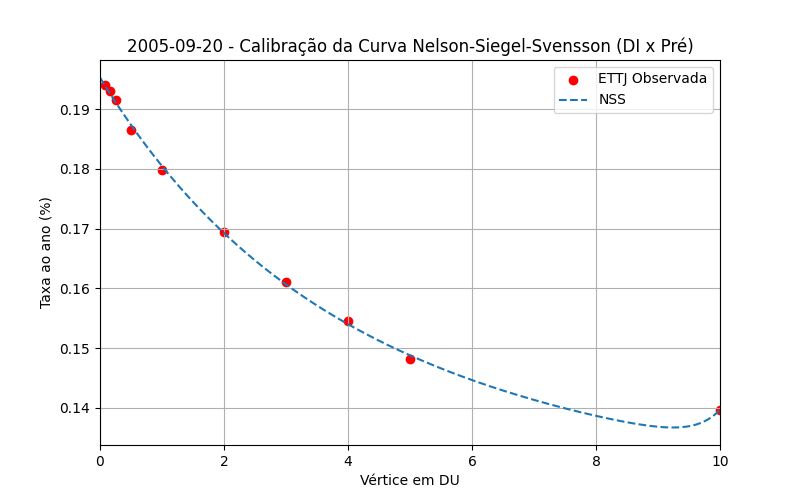 2005-09-20 - Calibração da Curva Nelson-Siegel-Svensson (DI x Pré)
ETTJ Observada
NSS
Taxa ao ano (%)
0.19
0.18
0.17
0.16
0.15
0.14
0
2
4
6
8
10
Vértice em DU